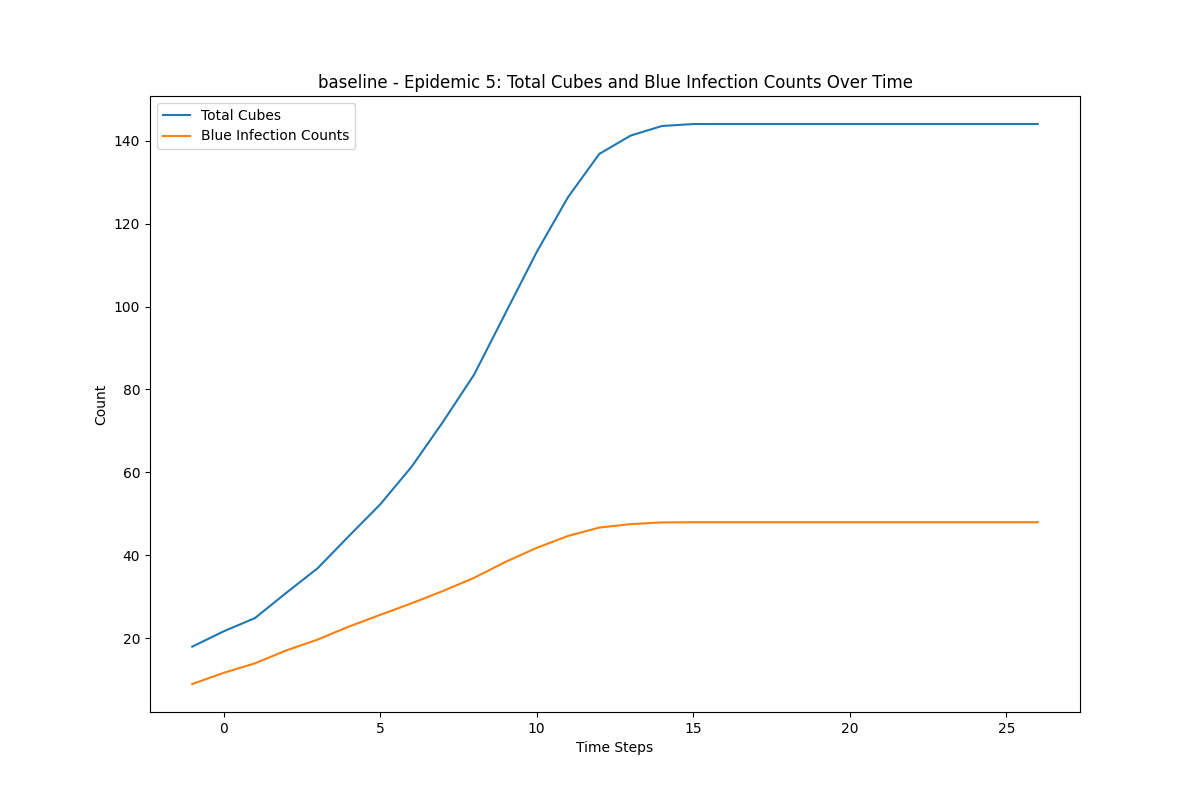 baseline - Epidemic 5: Total Cubes and Blue Infection Counts Over Time
Total Cubes
Blue Infection Counts
140
120
100
80
60
40
20
Count
0 5 10 15 20 25
Time Steps